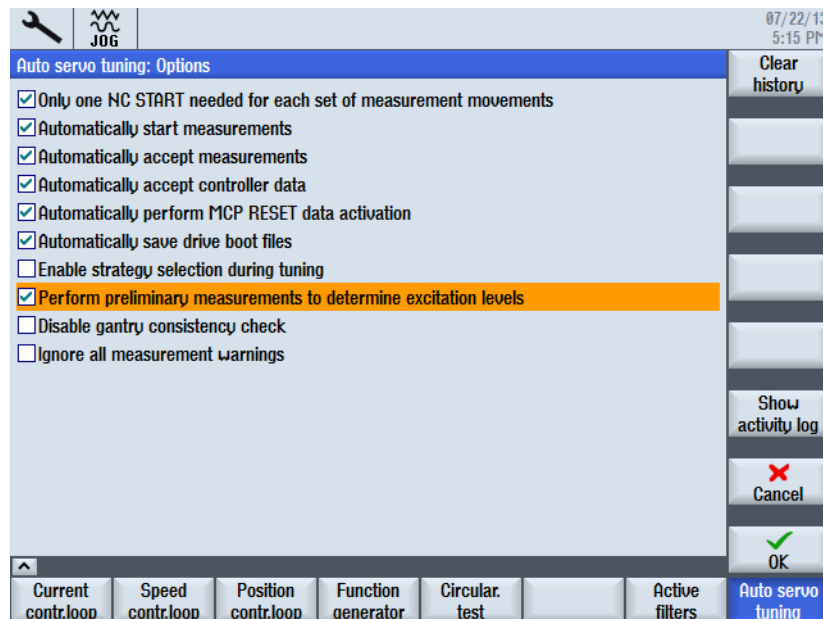 JOG
07/22/13
5:15 PM
Auto servo tuning: Options
Only one NC START needed for each set of measurement movements
Automatically start measurements
Automatically accept measurements
Automatically accept controller data
Automatically perform MCP RESET data activation
Automatically save drive boot files
Enable strategy selection during tuning
Perform preliminary measurements to determine excitation levels
Disable gantry consistency check
Ignore all measurement warnings
Clear
history
Show
activity log
Cancel
OK
Current
contr.loop
Speed
contr.loop
Position
contr.loop
Function
generator
Circular.
test
Active
filters
Auto servo
tuning